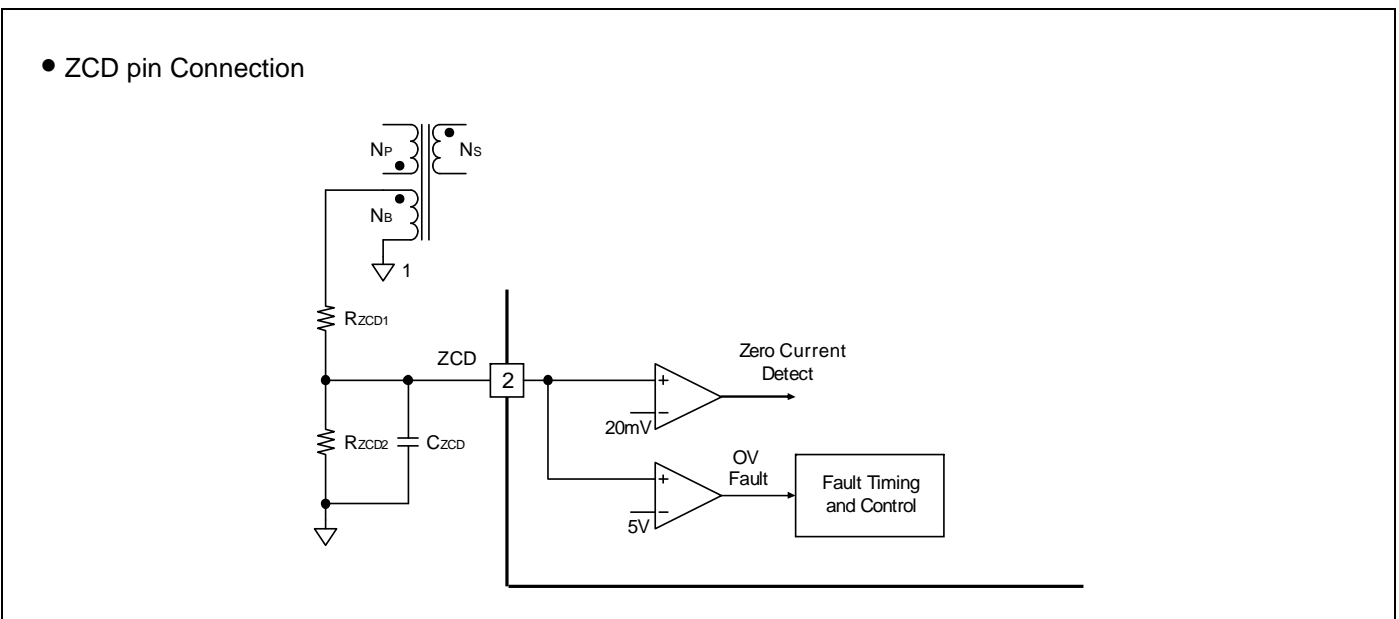 ● ZCD pin Connection
NP
NS
NB
1
RZCD1
ZCD
2
+
−
20mV
Zero Current
Detect
RZCD2
CZCD
+
−
5V
OV
Fault
Fault Timing
and Control